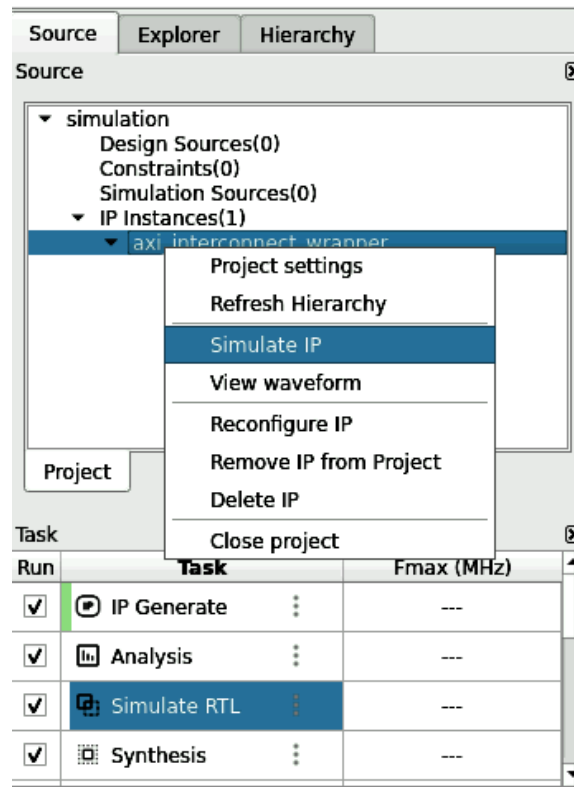 Source Explorer Hierarchy
Source
simulation
Design Sources(0)
Constraints(0)
Simulation Sources(0)
IP Instances(1)
axi_interconnect_wrapper
Project settings
Refresh Hierarchy
Simulate IP
View waveform
Reconfigure IP
Remove IP from Project
Delete IP
Close project
Project
Task
Run Task Fmax (MHz)
IP Generate ---
Analysis ---
Simulate RTL ---
Synthesis ---